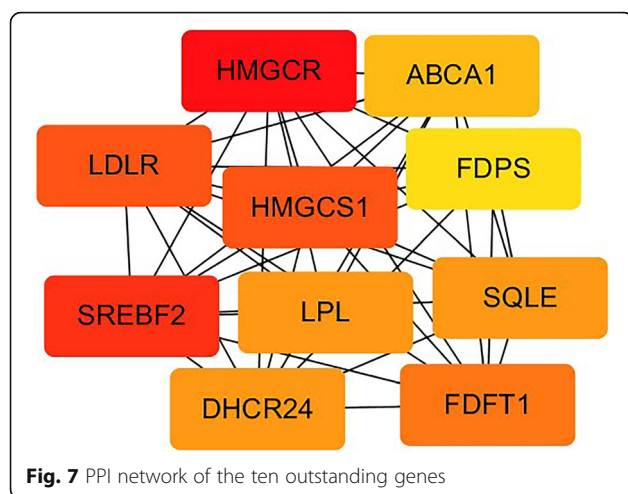 HMGCR
ABCA1
LDLR
FDPS
HMGCS1
SREBF2
LPL
SQLE
DHCR24
FDFT1
Fig. 7 PPI network of the ten outstanding genes